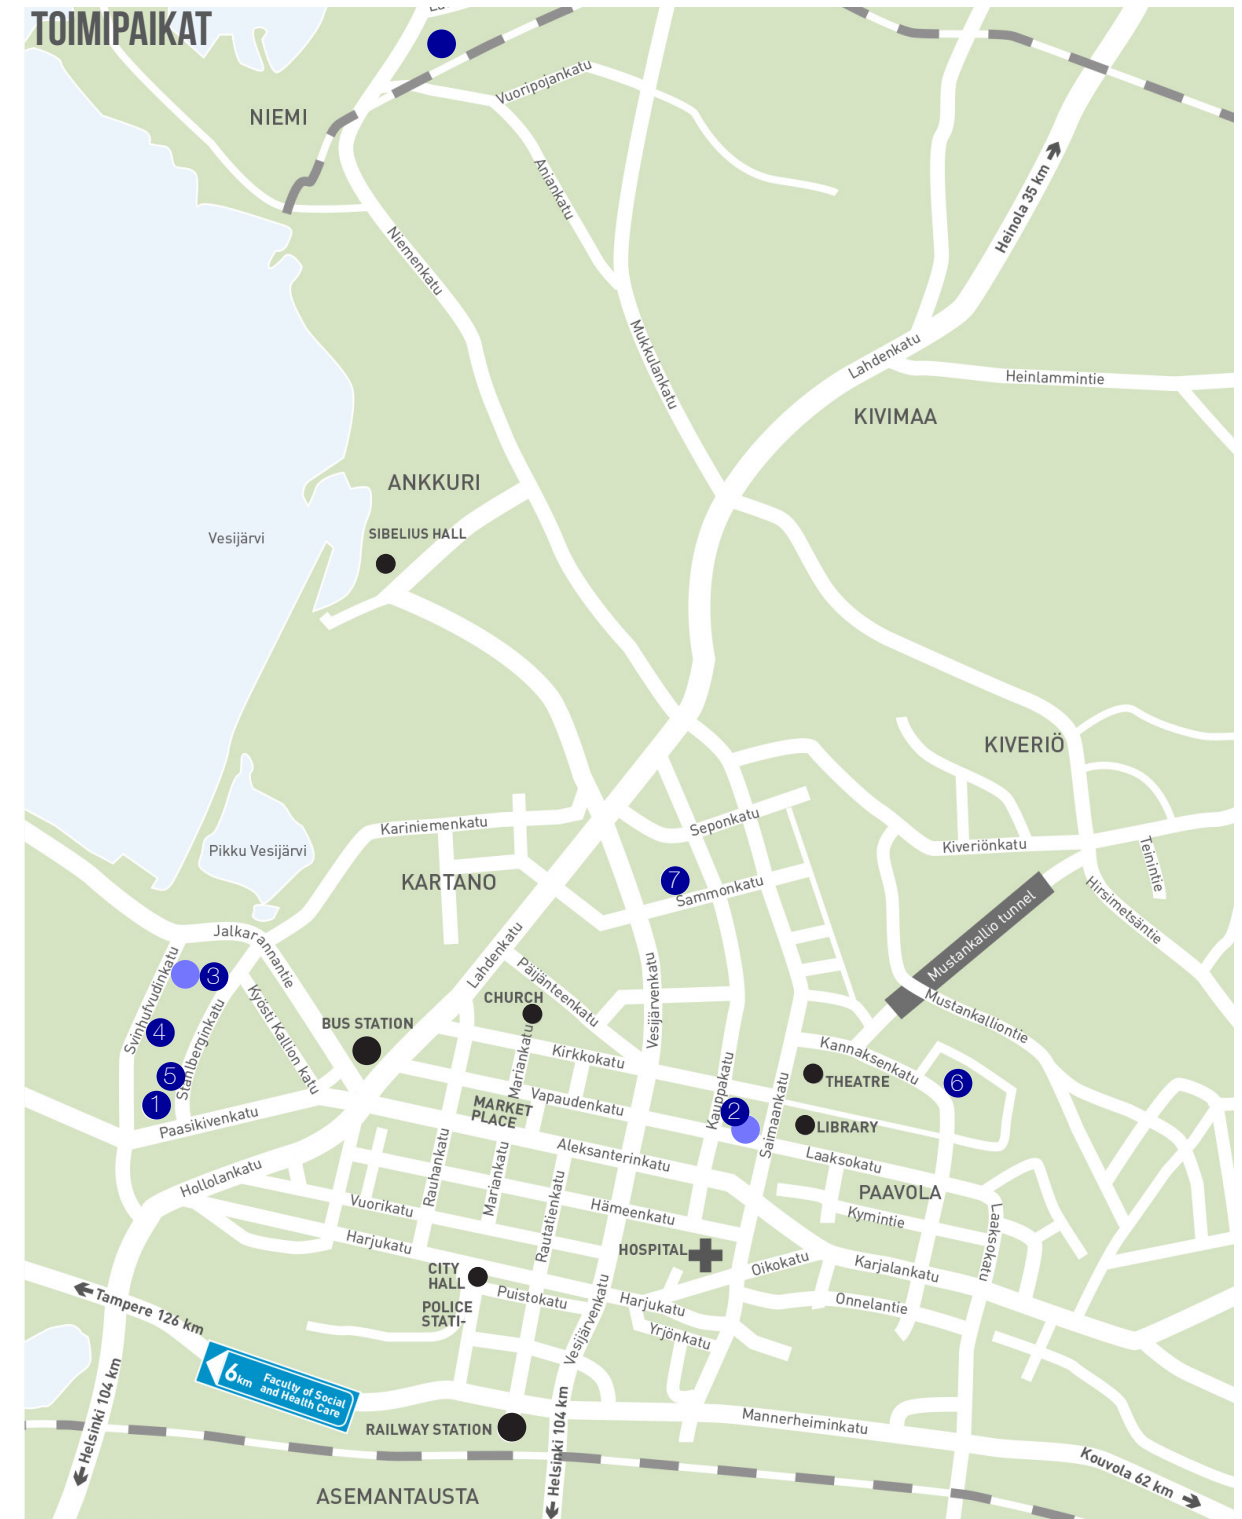 TOIMIPAIKAT
NIEMI
Vuoripojankatu
Aniankatu
Heinola 35 km
Niemenkatu
Mukkulankatu
Lahdenkatu
Heinlammintie
KIVIMAA
ANKKURI
SIBELIUS HALL
Vesijärvi
KIVERIÖ
Kariniemenkatu
Seponkatu
Pikku Vesijärvi
Kiveriönkatu
Teinintie
KARTANO
7
Sammonkatu
Hirsimetsäntie
Mustankallio tunnel
Jalkarannantie
Lahdenkatu
Svinhufvudinkatu
3
Päijänteenkatu
Vesijärvenkatu
Kyösti Kallion katu
CHURCH
Mustankalliontie
Ståhlberginkatu
4
BUS STATION
Mariankatu
Kirkkokatu
Kannaksenkatu
5
THEATRE
6
1
Vapaudenkatu
Kauppakatu
2
Saimaankatu
MARKET
PLACE
Paasikivenkatu
LIBRARY
Aleksanterinkatu
Laaksokatu
Rauhankatu
Mariankatu
Hollolankatu
PAAVOLA
Vuorikatu
Rautatienkatu
Hämeenkatu
Kymintie
Laaksokatu
Harjukatu
HOSPITAL
Oikokatu
Karjalankatu
CITY
HALL
Puistokatu
Harjukatu
Onnelantie
POLICE
STATI-
Vesijärvenkatu
Yrjönkatu
Tampere 126 km
6km
Faculty of Social
and Health Care
Helsinki 104 km
Helsinki 104 km
RAILWAY STATION
Mannerheiminkatu
Kouvola 62 km
ASEMANTAUSTA